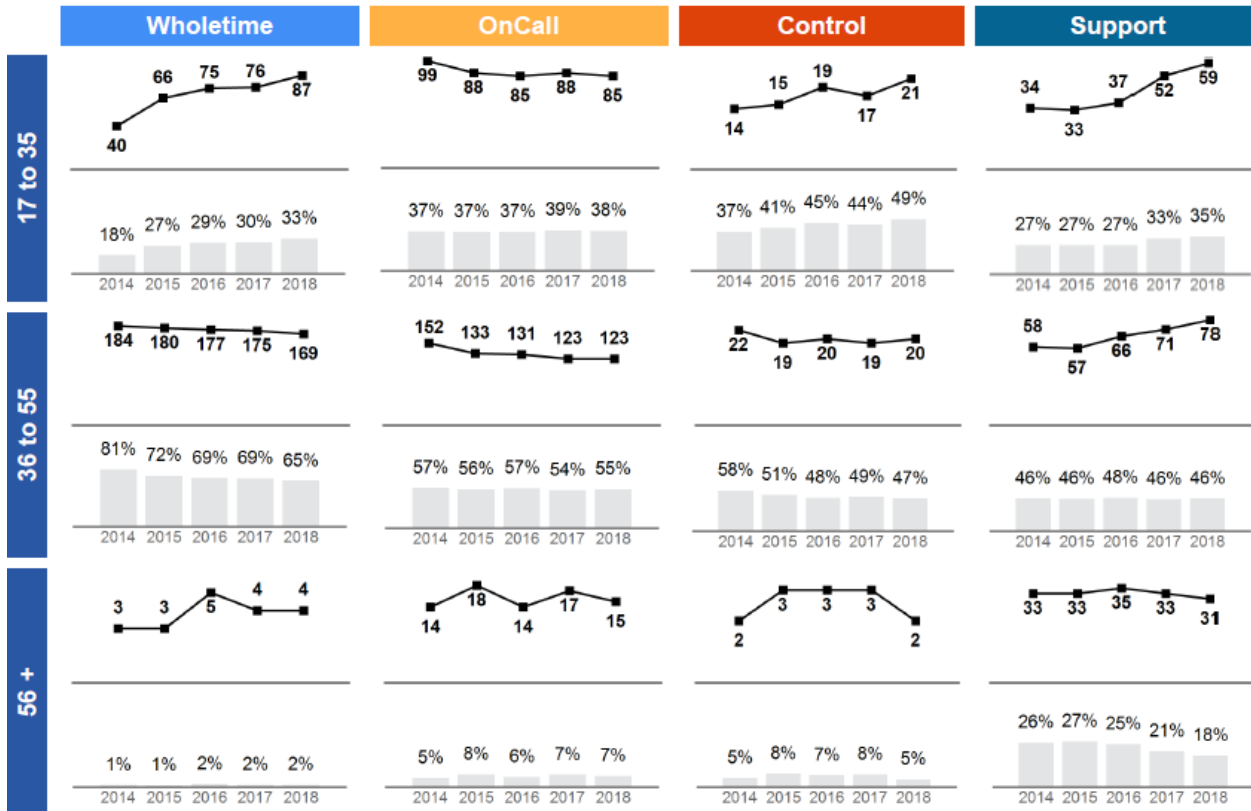 Wholetime OnCall Control Support
17 to 35
66 75 76 87
40
99 88 85 88 85
14 15 19 17 21
34 33 37 52 59
18% 27% 29% 30% 33%
2014 2015 2016 2017 2018
37% 37% 37% 39% 38%
2014 2015 2016 2017 2018
37% 41% 45% 44% 49%
2014 2015 2016 2017 2018
27% 27% 27% 33% 35%
2014 2015 2016 2017 2018
36 to 55
184 180 177 175 169
152 133 131 123 123
22 19 20 19 20
58 57 66 71 78
81% 72% 69% 69% 65%
2014 2015 2016 2017 2018
57% 56% 57% 54% 55%
2014 2015 2016 2017 2018
58% 51% 48% 49% 47%
2014 2015 2016 2017 2018
46% 46% 48% 46% 46%
2014 2015 2016 2017 2018
56 +
3 3 5 4 4
14 18 14 17 15
2 3 3 3 2
33 33 35 33 31
1% 1% 2% 2% 2%
2014 2015 2016 2017 2018
5% 8% 6% 7% 7%
2014 2015 2016 2017 2018
5% 8% 7% 8% 5%
2014 2015 2016 2017 2018
26% 27% 25% 21% 18%
2014 2015 2016 2017 2018